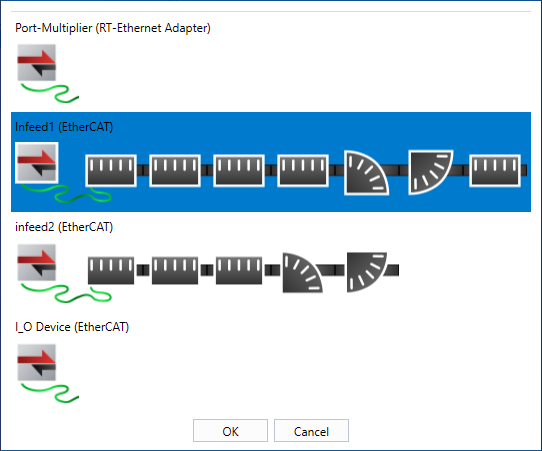 Port-Multiplier (RT-Ethernet Adapter)
Infeed1 (EtherCAT)
infeed2 (EtherCAT)
I_O Device (EtherCAT)
OK Cancel